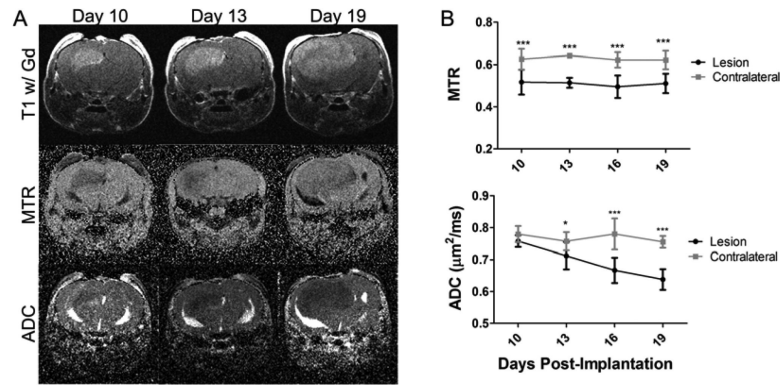 A
Day 10
Day 13
Day 19
T1 w/ Gd
MTR
ADC
B
MTR
0.8
0.6
0.4
0.2
***
***
***
***
10
13
16
19
Lesion
Contralateral
ADC (μm²/ms)
0.9
0.8
0.7
0.6
0.5
*
***
***
10
13
16
19
Lesion
Contralateral
Days Post-Implantation